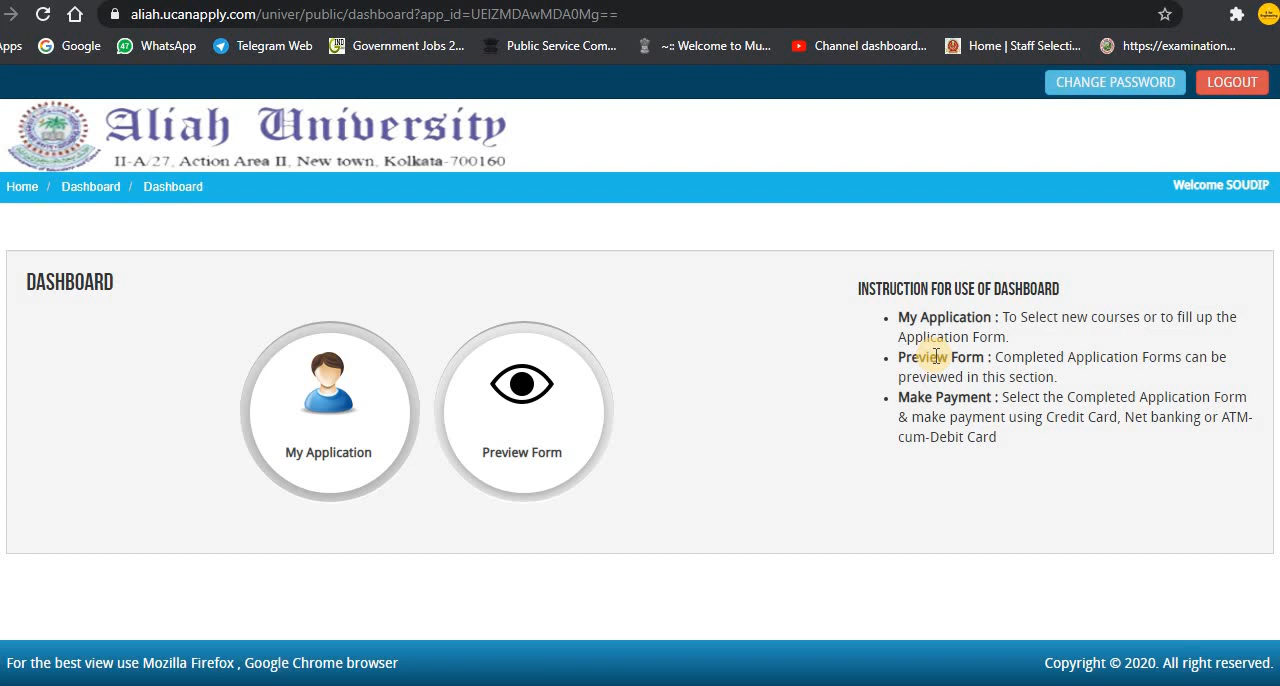 aliah.ucanapply.com/univer/public/dashboard?app_id=UEIZMDAwMDA0Mg==
Apps Google 47 WhatsApp Telegram Web Government Jobs 2... Public Service Com... ~:: Welcome to Mu... Channel dashboard... Home | Staff Selecti... https://examination...
CHANGE PASSWORD LOGOUT
Aliah University
II-A/27, Action Area II, New town, Kolkata-700160
Home / Dashboard / Dashboard Welcome SOUDIP
DASHBOARD
My Application
Preview Form
INSTRUCTION FOR USE OF DASHBOARD
• My Application : To Select new courses or to fill up the
Application Form.
• Preview Form : Completed Application Forms can be
previewed in this section.
• Make Payment : Select the Completed Application Form
& make payment using Credit Card, Net banking or ATM-
cum-Debit Card
For the best view use Mozilla Firefox , Google Chrome browser Copyright © 2020. All right reserved.